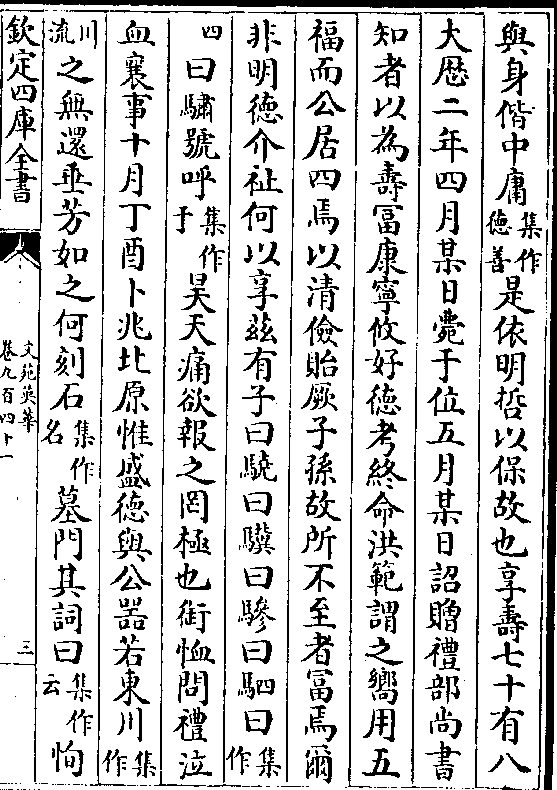 與身偕中庸集作德善是依明哲以保故也享壽七十有八
大厯二年四月某日薨于位五月某日詔贈禮部尚書
知者以為壽冨康寧攸好德考終命洪範謂之嚮用五
福而公居四焉以清儉貽厥子孫故所不至者冨焉爾
非明德介祉何以享兹有子曰驍曰驥曰驂曰駟曰集作
四曰驌號呼集作于昊天痛欲報之罔極也銜恤問禮泣
血襄事十月丁酉卜兆北原惟盛德與公器若東川集作
川流之無還垂芳如之何刻石集作名墓門其詞曰集作云恂
欽定四庫全書
文苑英華
卷九百四十一
三